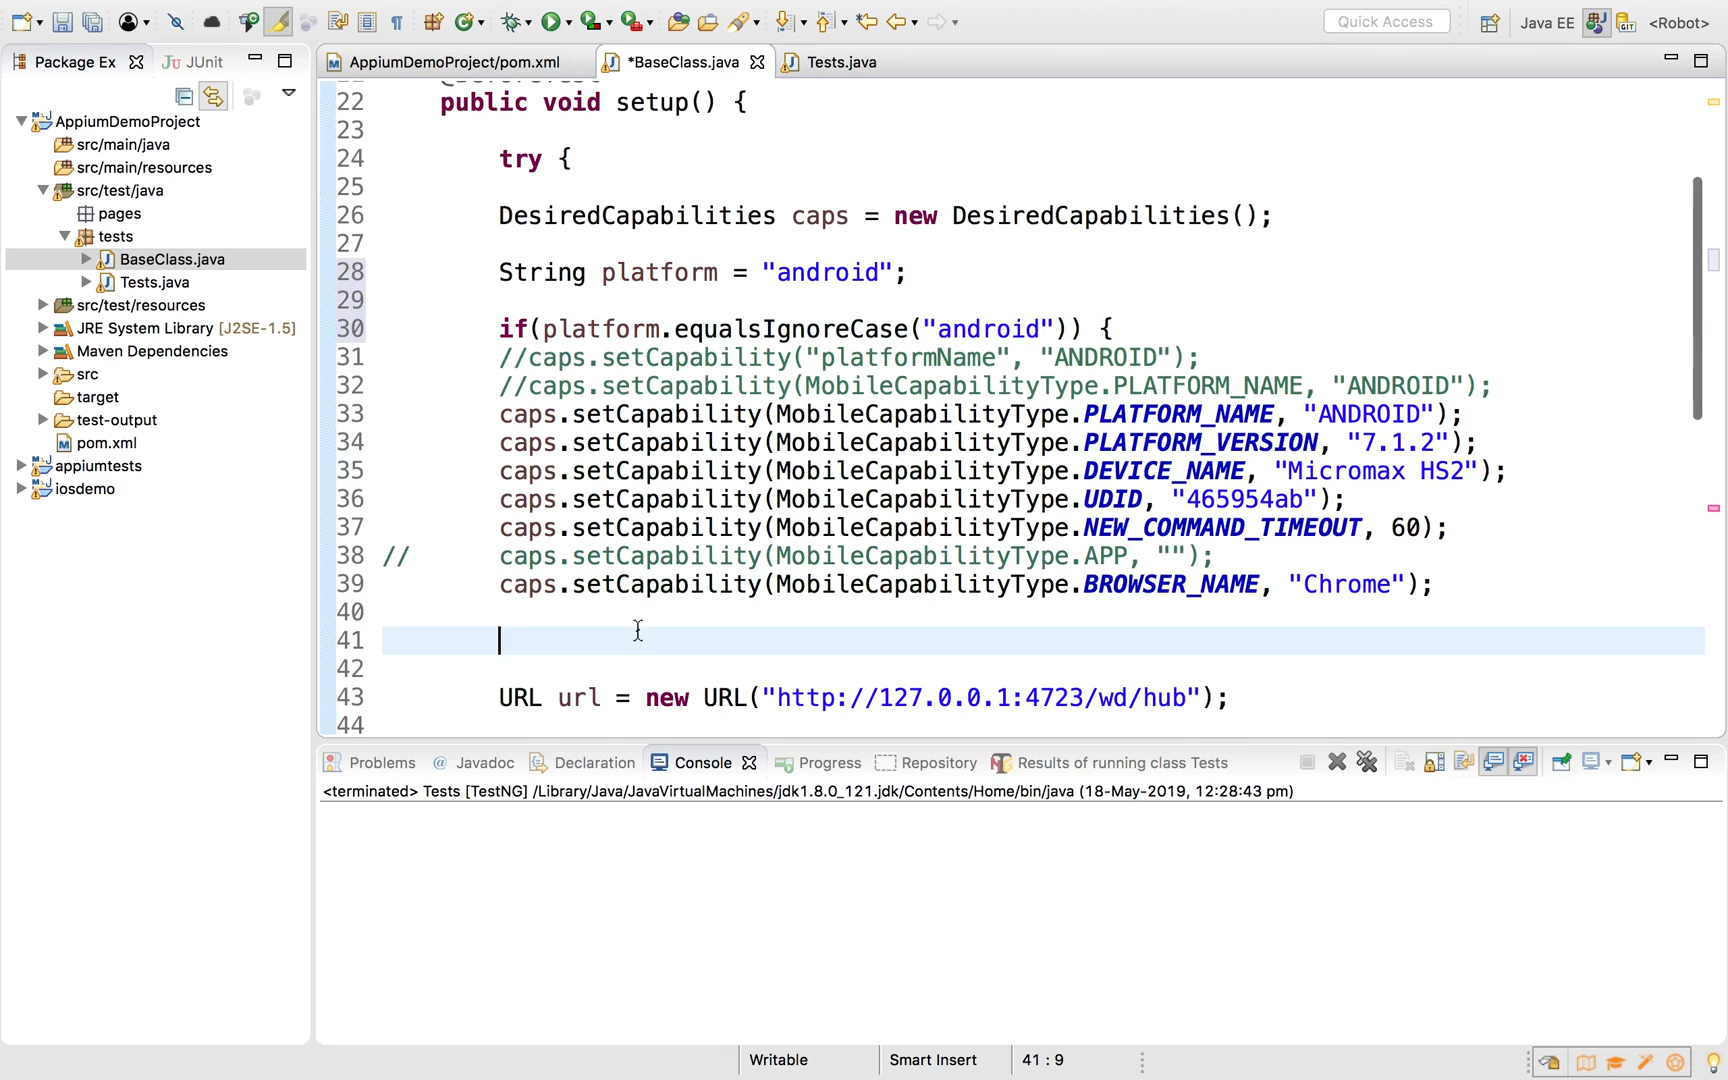 Quick Access
Java EE
<Robot>
Package Ex
JUnit
AppiumDemoProject/pom.xml
*BaseClass.java
Tests.java
AppiumDemoProject
src/main/java
src/main/resources
src/test/java
pages
tests
BaseClass.java
Tests.java
src/test/resources
JRE System Library [J2SE-1.5]
Maven Dependencies
src
target
test-output
pom.xml
appiumtests
iosdemo
22 public void setup() {
23
24 try {
25
26 DesiredCapabilities caps = new DesiredCapabilities();
27
28 String platform = "android";
29
30 if(platform.equalsIgnoreCase("android")) {
31 //caps.setCapability("platformName", "ANDROID");
32 //caps.setCapability(MobileCapabilityType.PLATFORM_NAME, "ANDROID");
33 caps.setCapability(MobileCapabilityType.PLATFORM_NAME, "ANDROID");
34 caps.setCapability(MobileCapabilityType.PLATFORM_VERSION, "7.1.2");
35 caps.setCapability(MobileCapabilityType.DEVICE_NAME, "Micromax HS2");
36 caps.setCapability(MobileCapabilityType.UDID, "465954ab");
37 caps.setCapability(MobileCapabilityType.NEW_COMMAND_TIMEOUT, 60);
38 // caps.setCapability(MobileCapabilityType.APP, "");
39 caps.setCapability(MobileCapabilityType.BROWSER_NAME, "Chrome");
40
41
42
43 URL url = new URL("http://127.0.0.1:4723/wd/hub");
44
Problems
@ Javadoc
Declaration
Console
Progress
Repository
Results of running class Tests
<terminated> Tests [TestNG] /Library/Java/JavaVirtualMachines/jdk1.8.0_121.jdk/Contents/Home/bin/java (18-May-2019, 12:28:43 pm)
Writable
Smart Insert
41 : 9